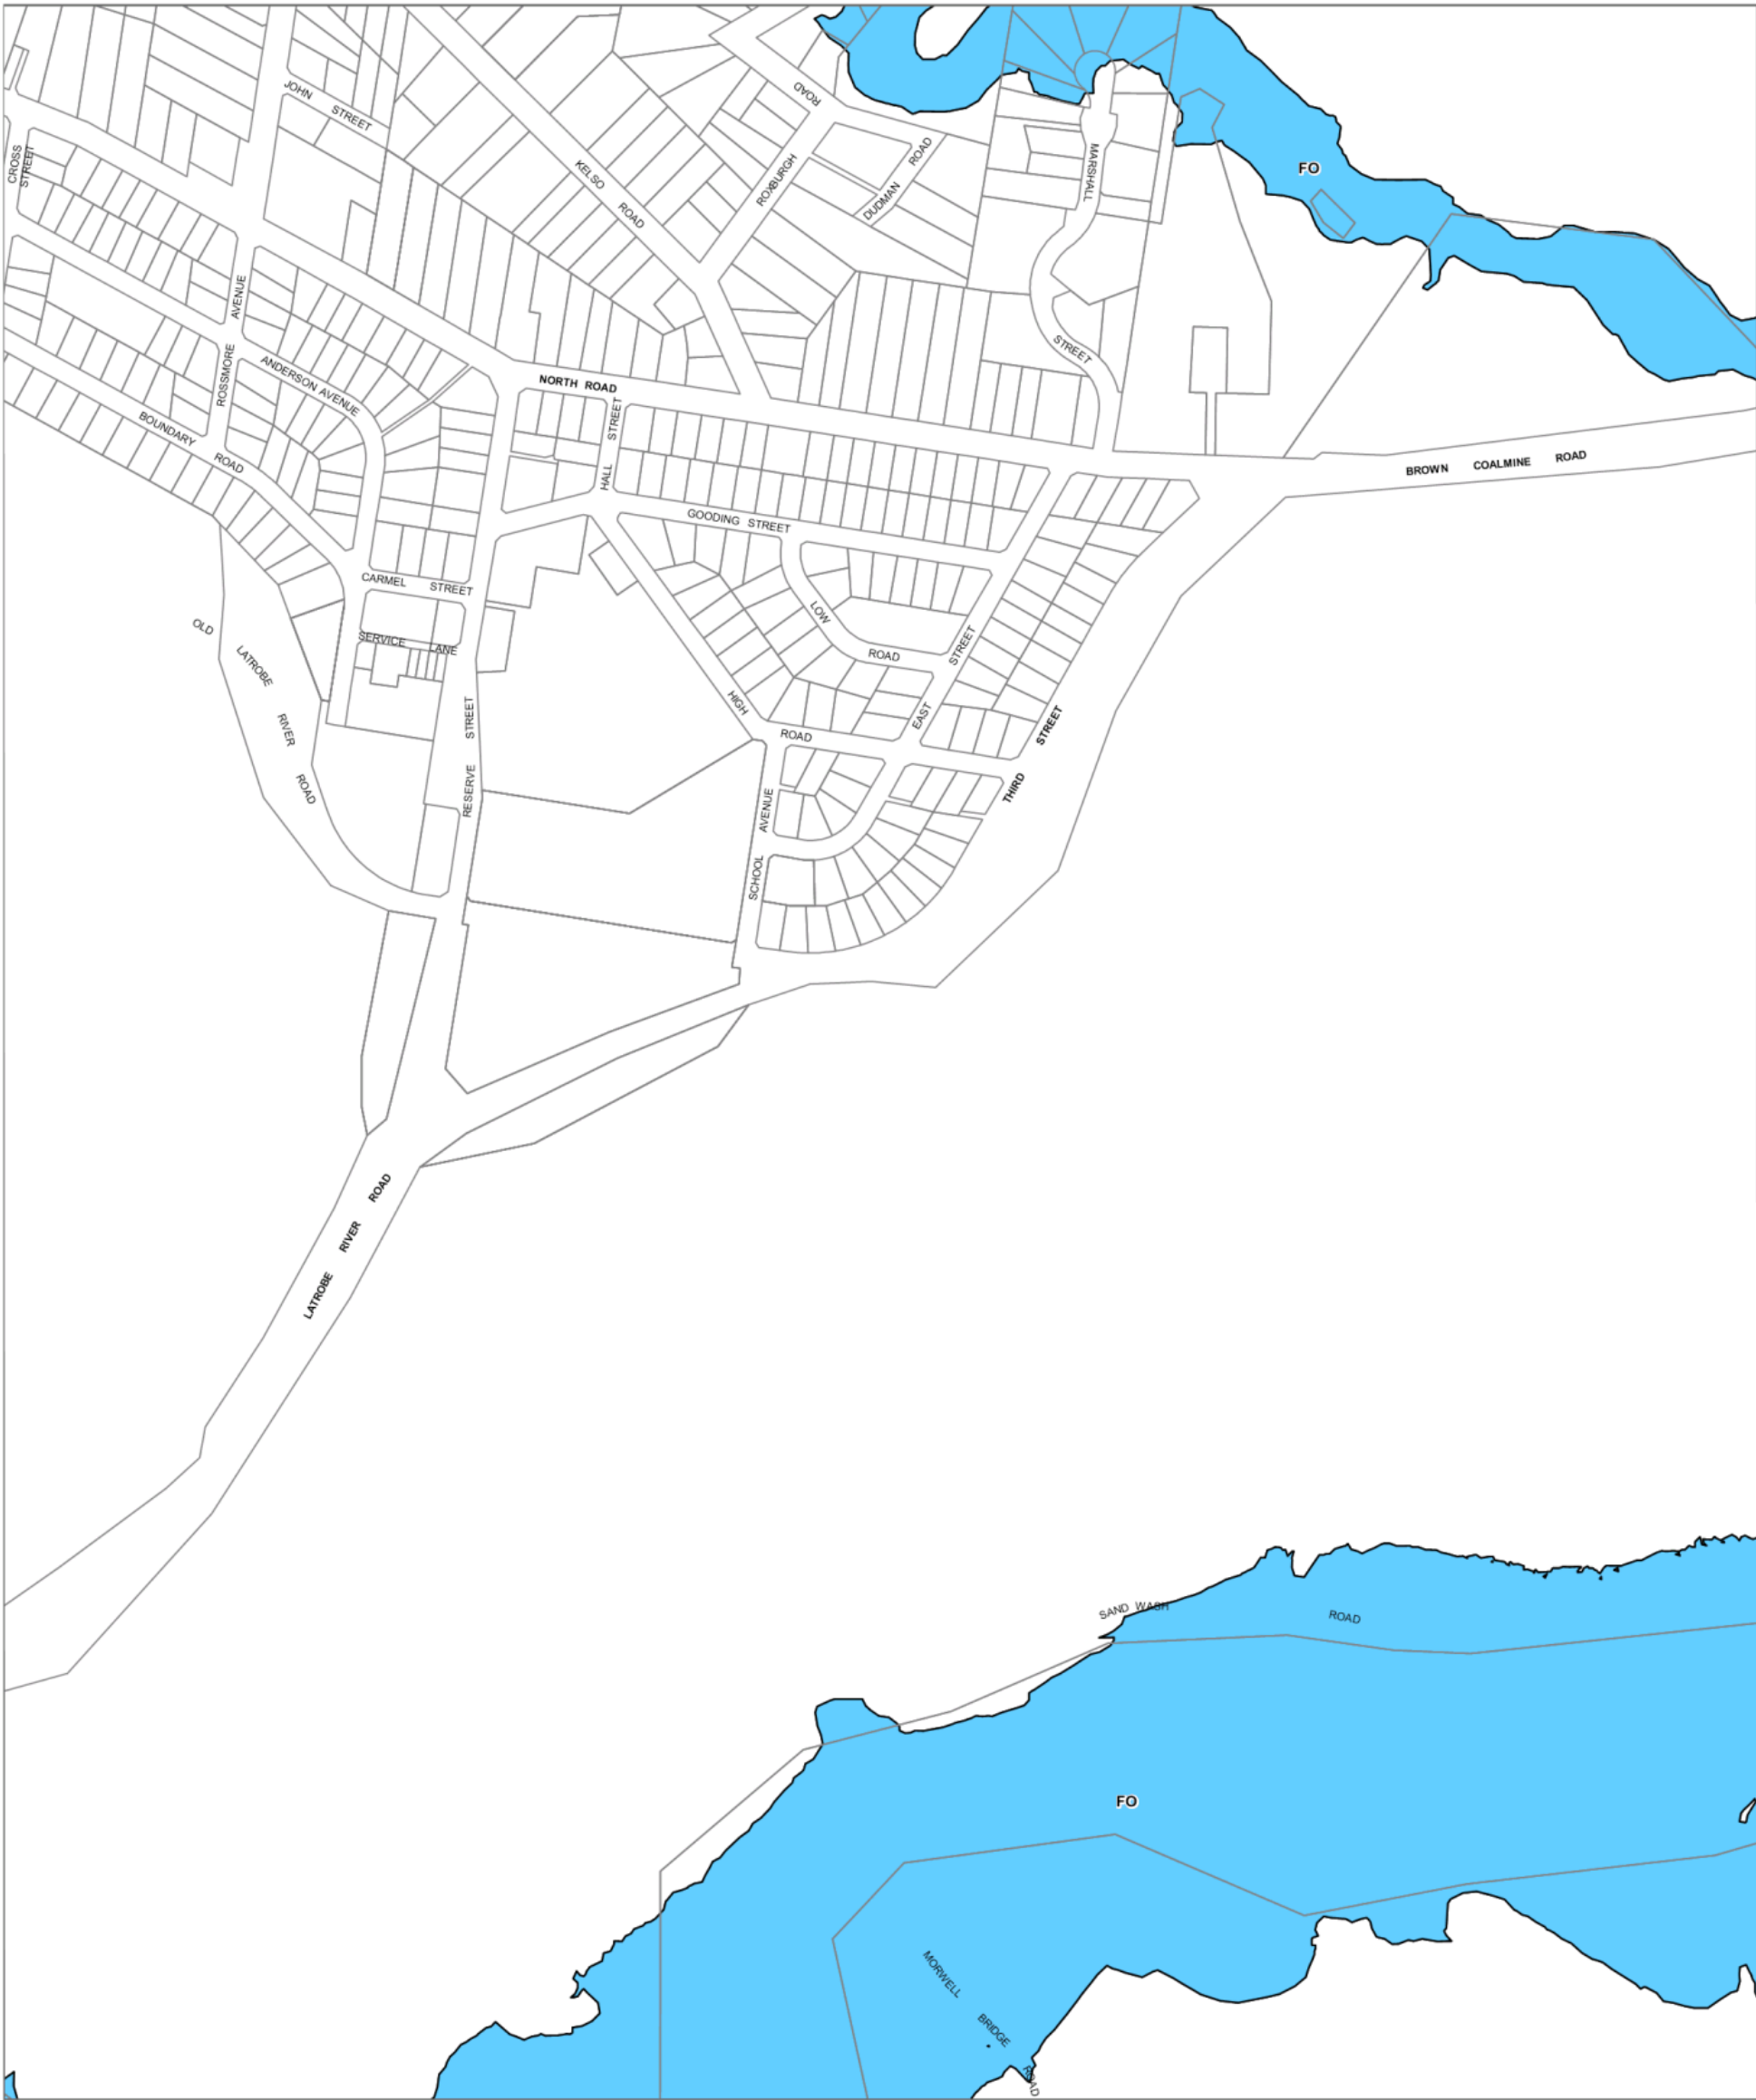 JOHN STREET
ROAD
CROSS STREET
KELSO ROAD
ROXBURGH
DUDMAN ROAD
MARSHALL STREET
FO
ROSSMORE AVENUE
ANDERSON AVENUE
BOUNDARY ROAD
NORTH ROAD
HALL STREET
BROWN COALMINE ROAD
GOODING STREET
CARMEL STREET
LOW ROAD
SERVICE LANE
OLD LATROBE RIVER ROAD
HIGH ROAD
EAST STREET
THIRD STREET
RESERVE STREET
SCHOOL AVENUE
LATROBE RIVER ROAD
SAND WASH ROAD
FO
MORWELL BRIDGE ROAD